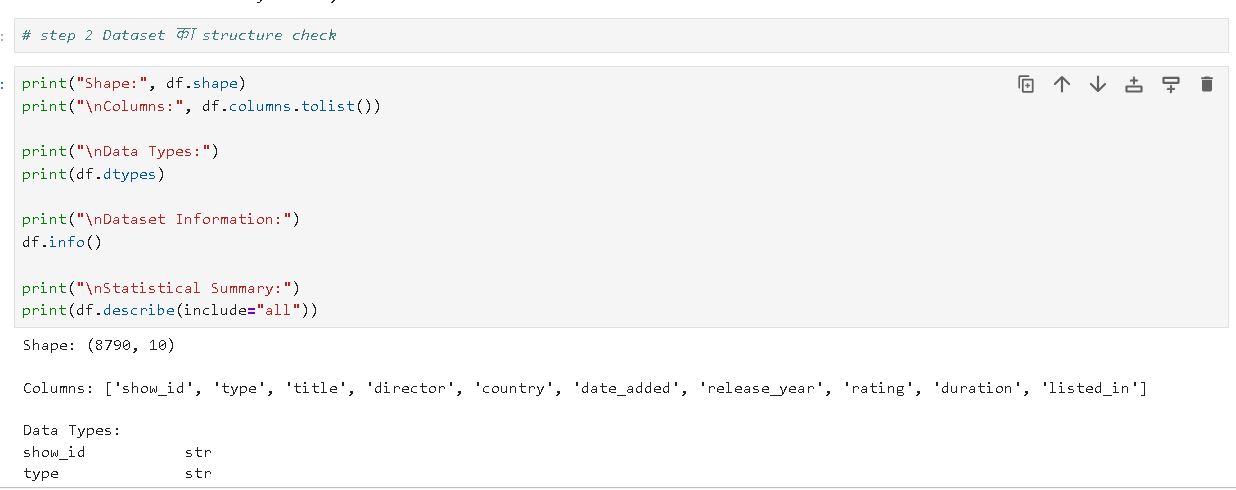 # step 2 Dataset का structure check
print("Shape:", df.shape)
print("\nColumns:", df.columns.tolist())
print("\nData Types:")
print(df.dtypes)
print("\nDataset Information:")
df.info()
print("\nStatistical Summary:")
print(df.describe(include="all"))
Shape: (8790, 10)
Columns: ['show_id', 'type', 'title', 'director', 'country', 'date_added', 'release_year', 'rating', 'duration', 'listed_in']
Data Types:
show_id           str
type              str